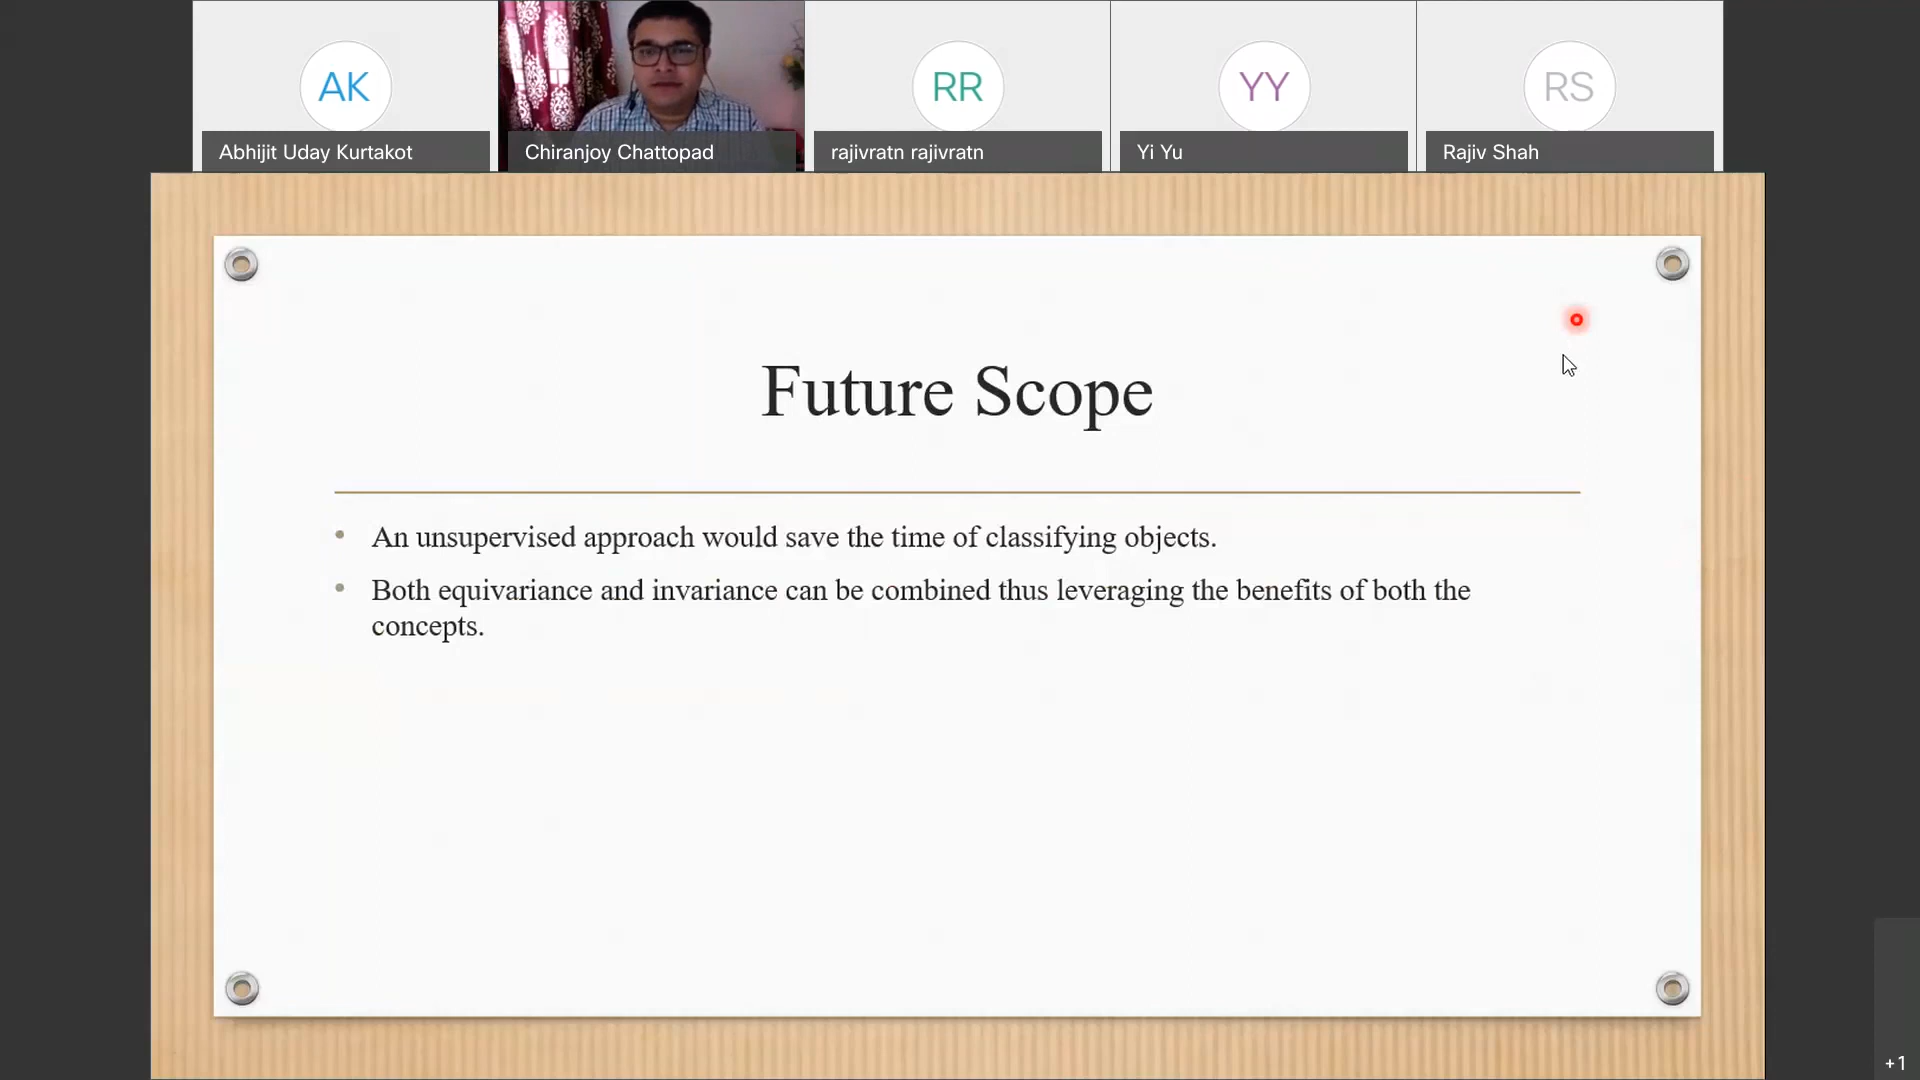 AK
RR
YY
RS
Abhijit Uday Kurtakot
Chiranjoy Chattopad
rajivratn rajivratn
Yi Yu
Rajiv Shah
Future Scope
• An unsupervised approach would save the time of classifying objects.
• Both equivariance and invariance can be combined thus leveraging the benefits of both the
concepts.
+1